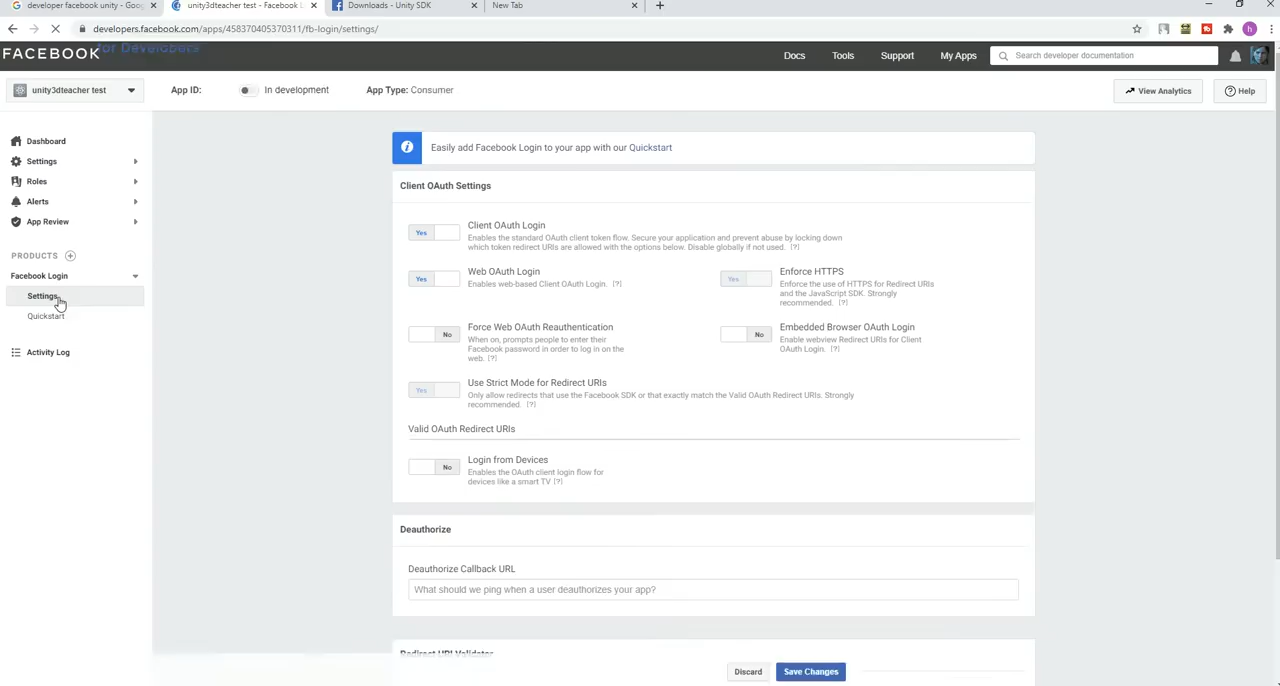 developer facebook unity - Goog
unity3dteacher test - Facebook L
Downloads - Unity SDK
New Tab
developers.facebook.com/apps/458370405370311/fb-login/settings/
FACEBOOK for Developers
Docs
Tools
Support
My Apps
Search developer documentation
unity3dteacher test
App ID:
In development
App Type: Consumer
View Analytics
Help
Dashboard
Settings
Roles
Alerts
App Review
PRODUCTS
Facebook Login
Settings
Quickstart
Activity Log
Easily add Facebook Login to your app with our Quickstart
Client OAuth Settings
Yes
Client OAuth Login
Enables the standard OAuth client token flow. Secure your application and prevent abuse by locking down
which token redirect URIs are allowed with the options below. Disable globally if not used. [?]
Yes
Web OAuth Login
Enables web-based Client OAuth Login. [?]
Yes
Enforce HTTPS
Enforce the use of HTTPS for Redirect URIs
and the JavaScript SDK. Strongly
recommended. [?]
No
Force Web OAuth Reauthentication
When on, prompts people to enter their
Facebook password in order to log in on the
web. [?]
No
Embedded Browser OAuth Login
Enable webview Redirect URIs for Client
OAuth Login. [?]
Yes
Use Strict Mode for Redirect URIs
Only allow redirects that use the Facebook SDK or that exactly match the Valid OAuth Redirect URIs. Strongly
recommended. [?]
Valid OAuth Redirect URIs
No
Login from Devices
Enables the OAuth client login flow for
devices like a smart TV [?]
Deauthorize
Deauthorize Callback URL
What should we ping when a user deauthorizes your app?
Redirect URI Validator
Discard
Save Changes